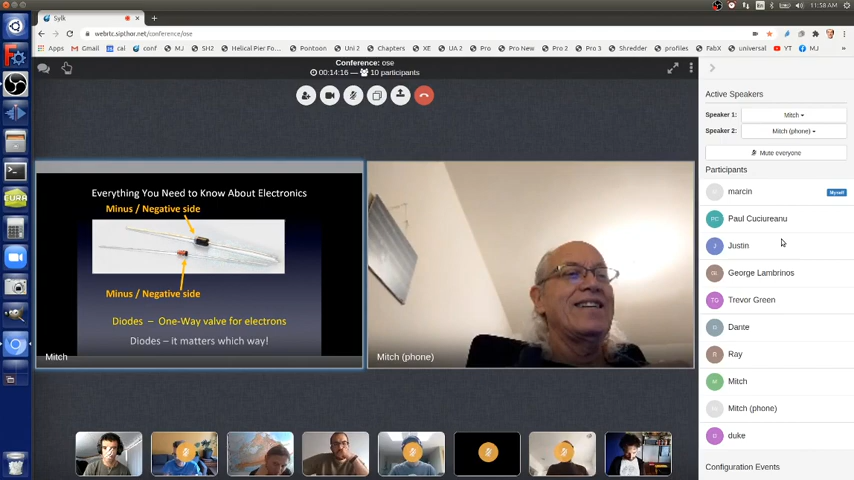 11:58 AM
Sylk
webrtc.sipthor.net/conference/ose
Apps Gmail cal conf MJ SH2 Helical Pier Fo... Pontoon Uni 2 Chapters XE UA 2 Pro Pro New Pro 2 Pro 3 Shredder profiles FabX universal YT MJ
Conference: ose
00:14:16 — 10 participants
Everything You Need to Know About Electronics
Minus / Negative side
Minus / Negative side
Diodes – One-Way valve for electrons
Diodes – it matters which way!
Mitch
Mitch (phone)
Active Speakers
Speaker 1: Mitch
Speaker 2: Mitch (phone)
Mute everyone
Participants
marcin Myself
PC Paul Cuciureanu
J Justin
GL George Lambrinos
TG Trevor Green
D Dante
R Ray
M Mitch
Mitch (phone)
D duke
Configuration Events